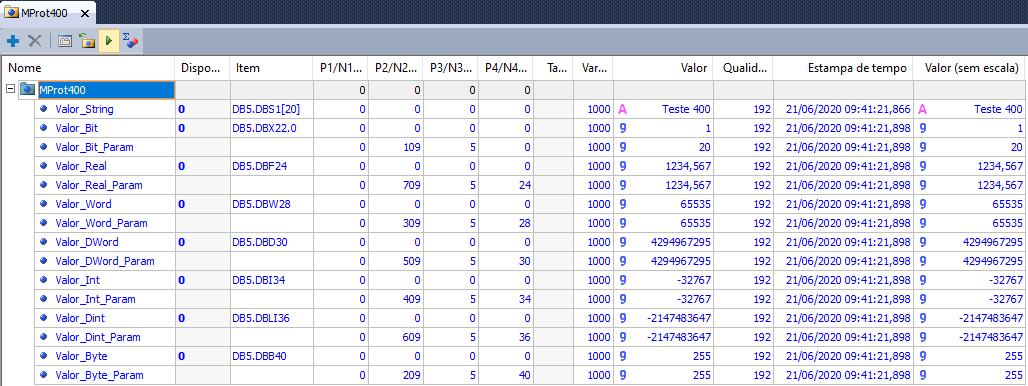 MProt400
Nome Dispo... Item P1/N1... P2/N2... P3/N3... P4/N4... Ta... Var... Valor Qualid... Estampa de tempo Valor (sem escala)
MProt400 0 0 0 0
Valor_String 0 DB5.DBS1[20] 0 0 0 0 1000 A Teste 400 192 21/06/2020 09:41:21,866 A Teste 400
Valor_Bit 0 DB5.DBX22.0 0 0 0 0 1000 9 1 192 21/06/2020 09:41:21,898 9 1
Valor_Bit_Param 0 109 5 0 1000 9 20 192 21/06/2020 09:41:21,898 9 20
Valor_Real 0 DB5.DBF24 0 0 0 0 1000 9 1234,567 192 21/06/2020 09:41:21,898 9 1234,567
Valor_Real_Param 0 709 5 24 1000 9 1234,567 192 21/06/2020 09:41:21,898 9 1234,567
Valor_Word 0 DB5.DBW28 0 0 0 0 1000 9 65535 192 21/06/2020 09:41:21,898 9 65535
Valor_Word_Param 0 309 5 28 1000 9 65535 192 21/06/2020 09:41:21,898 9 65535
Valor_DWord 0 DB5.DBD30 0 0 0 0 1000 9 4294967295 192 21/06/2020 09:41:21,898 9 4294967295
Valor_DWord_Param 0 509 5 30 1000 9 4294967295 192 21/06/2020 09:41:21,898 9 4294967295
Valor_Int 0 DB5.DBI34 0 0 0 0 1000 9 -32767 192 21/06/2020 09:41:21,898 9 -32767
Valor_Int_Param 0 409 5 34 1000 9 -32767 192 21/06/2020 09:41:21,898 9 -32767
Valor_Dint 0 DB5.DBLI36 0 0 0 0 1000 9 -2147483647 192 21/06/2020 09:41:21,898 9 -2147483647
Valor_Dint_Param 0 609 5 36 1000 9 -2147483647 192 21/06/2020 09:41:21,898 9 -2147483647
Valor_Byte 0 DB5.DBB40 0 0 0 0 1000 9 255 192 21/06/2020 09:41:21,898 9 255
Valor_Byte_Param 0 209 5 40 1000 9 255 192 21/06/2020 09:41:21,898 9 255